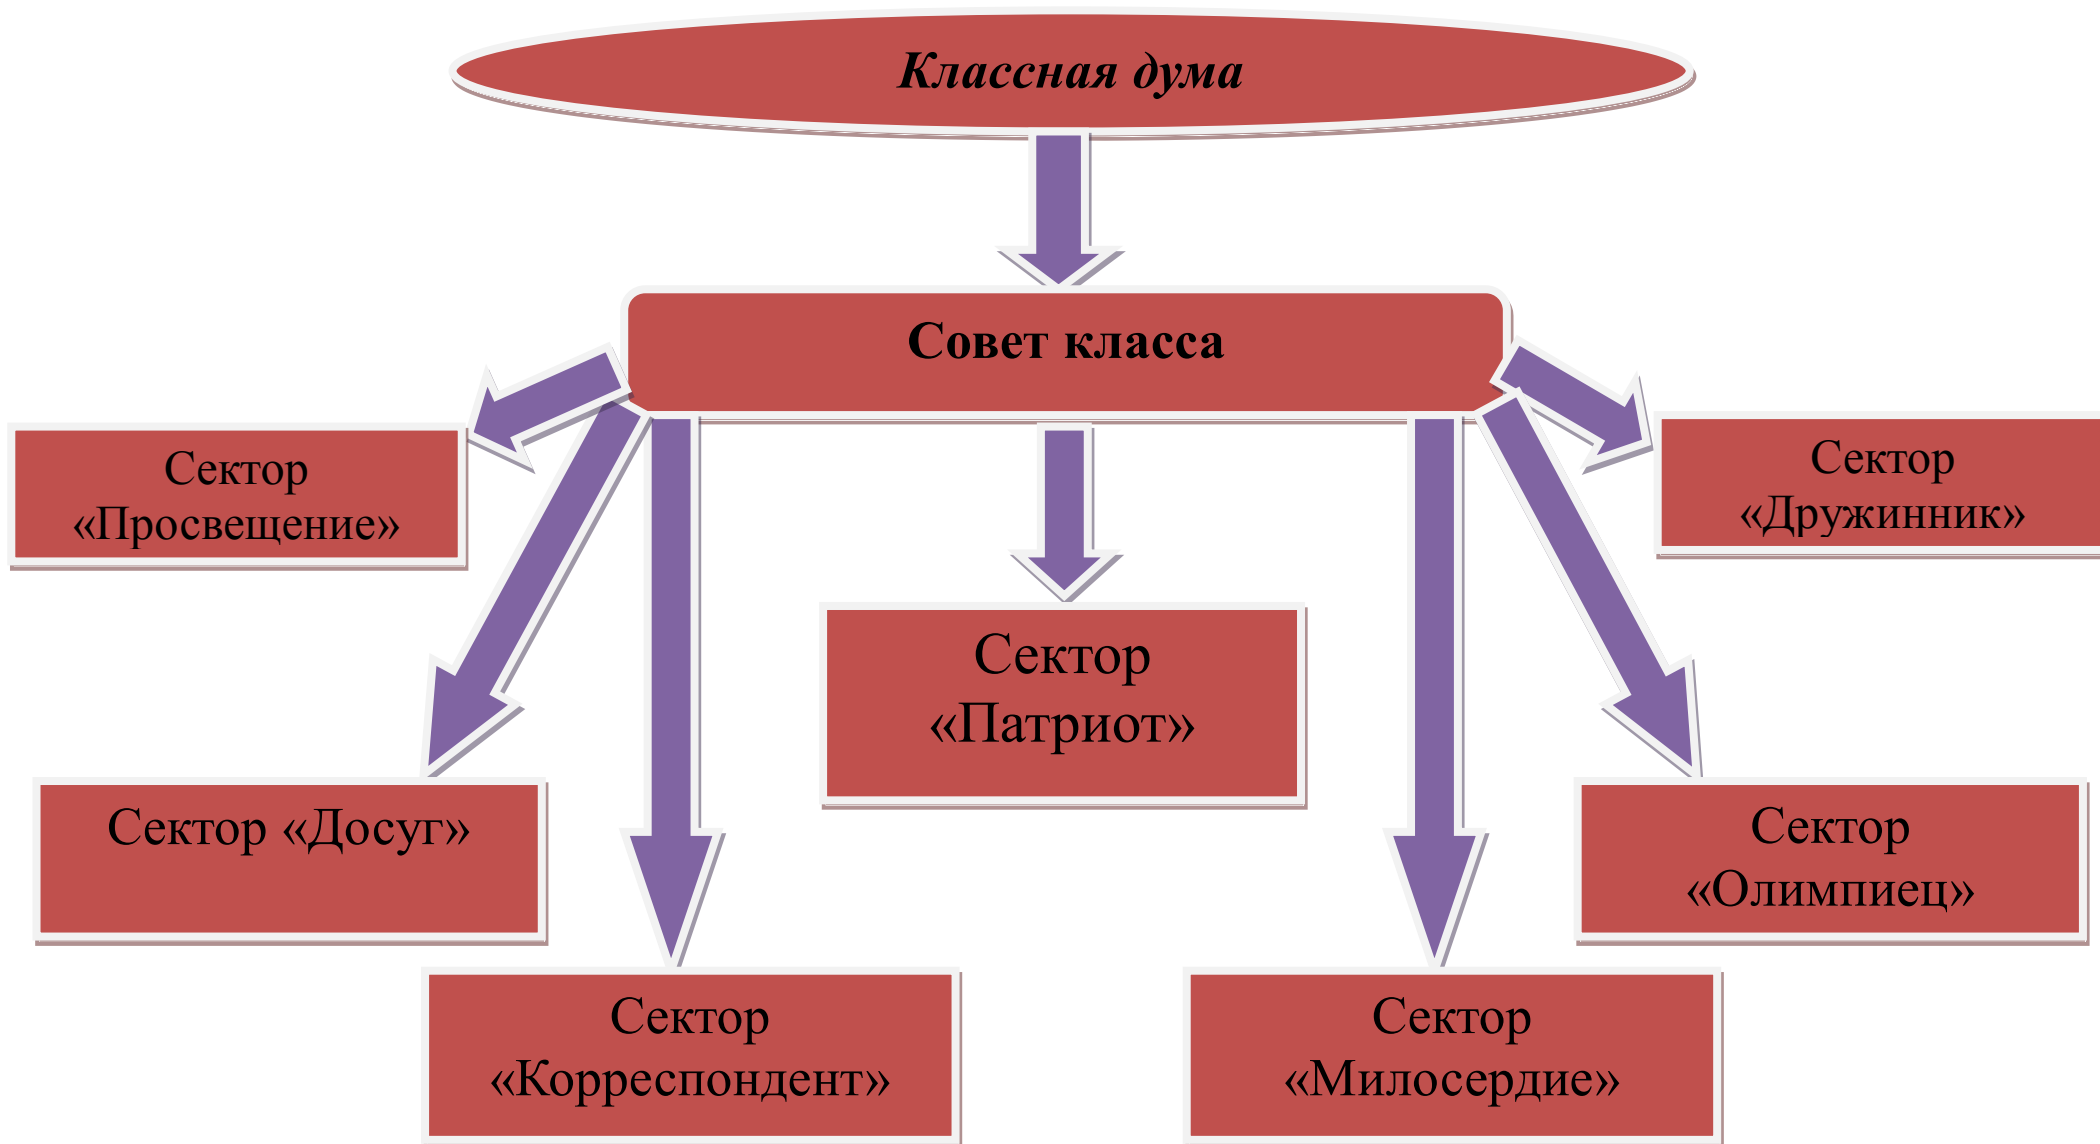 Классная дума
Совет класса
Сектор
«Просвещение»
Сектор
«Дружинник»
Сектор
«Патриот»
Сектор «Досуг»
Сектор
«Олимпиец»
Сектор
«Корреспондент»
Сектор
«Милосердие»